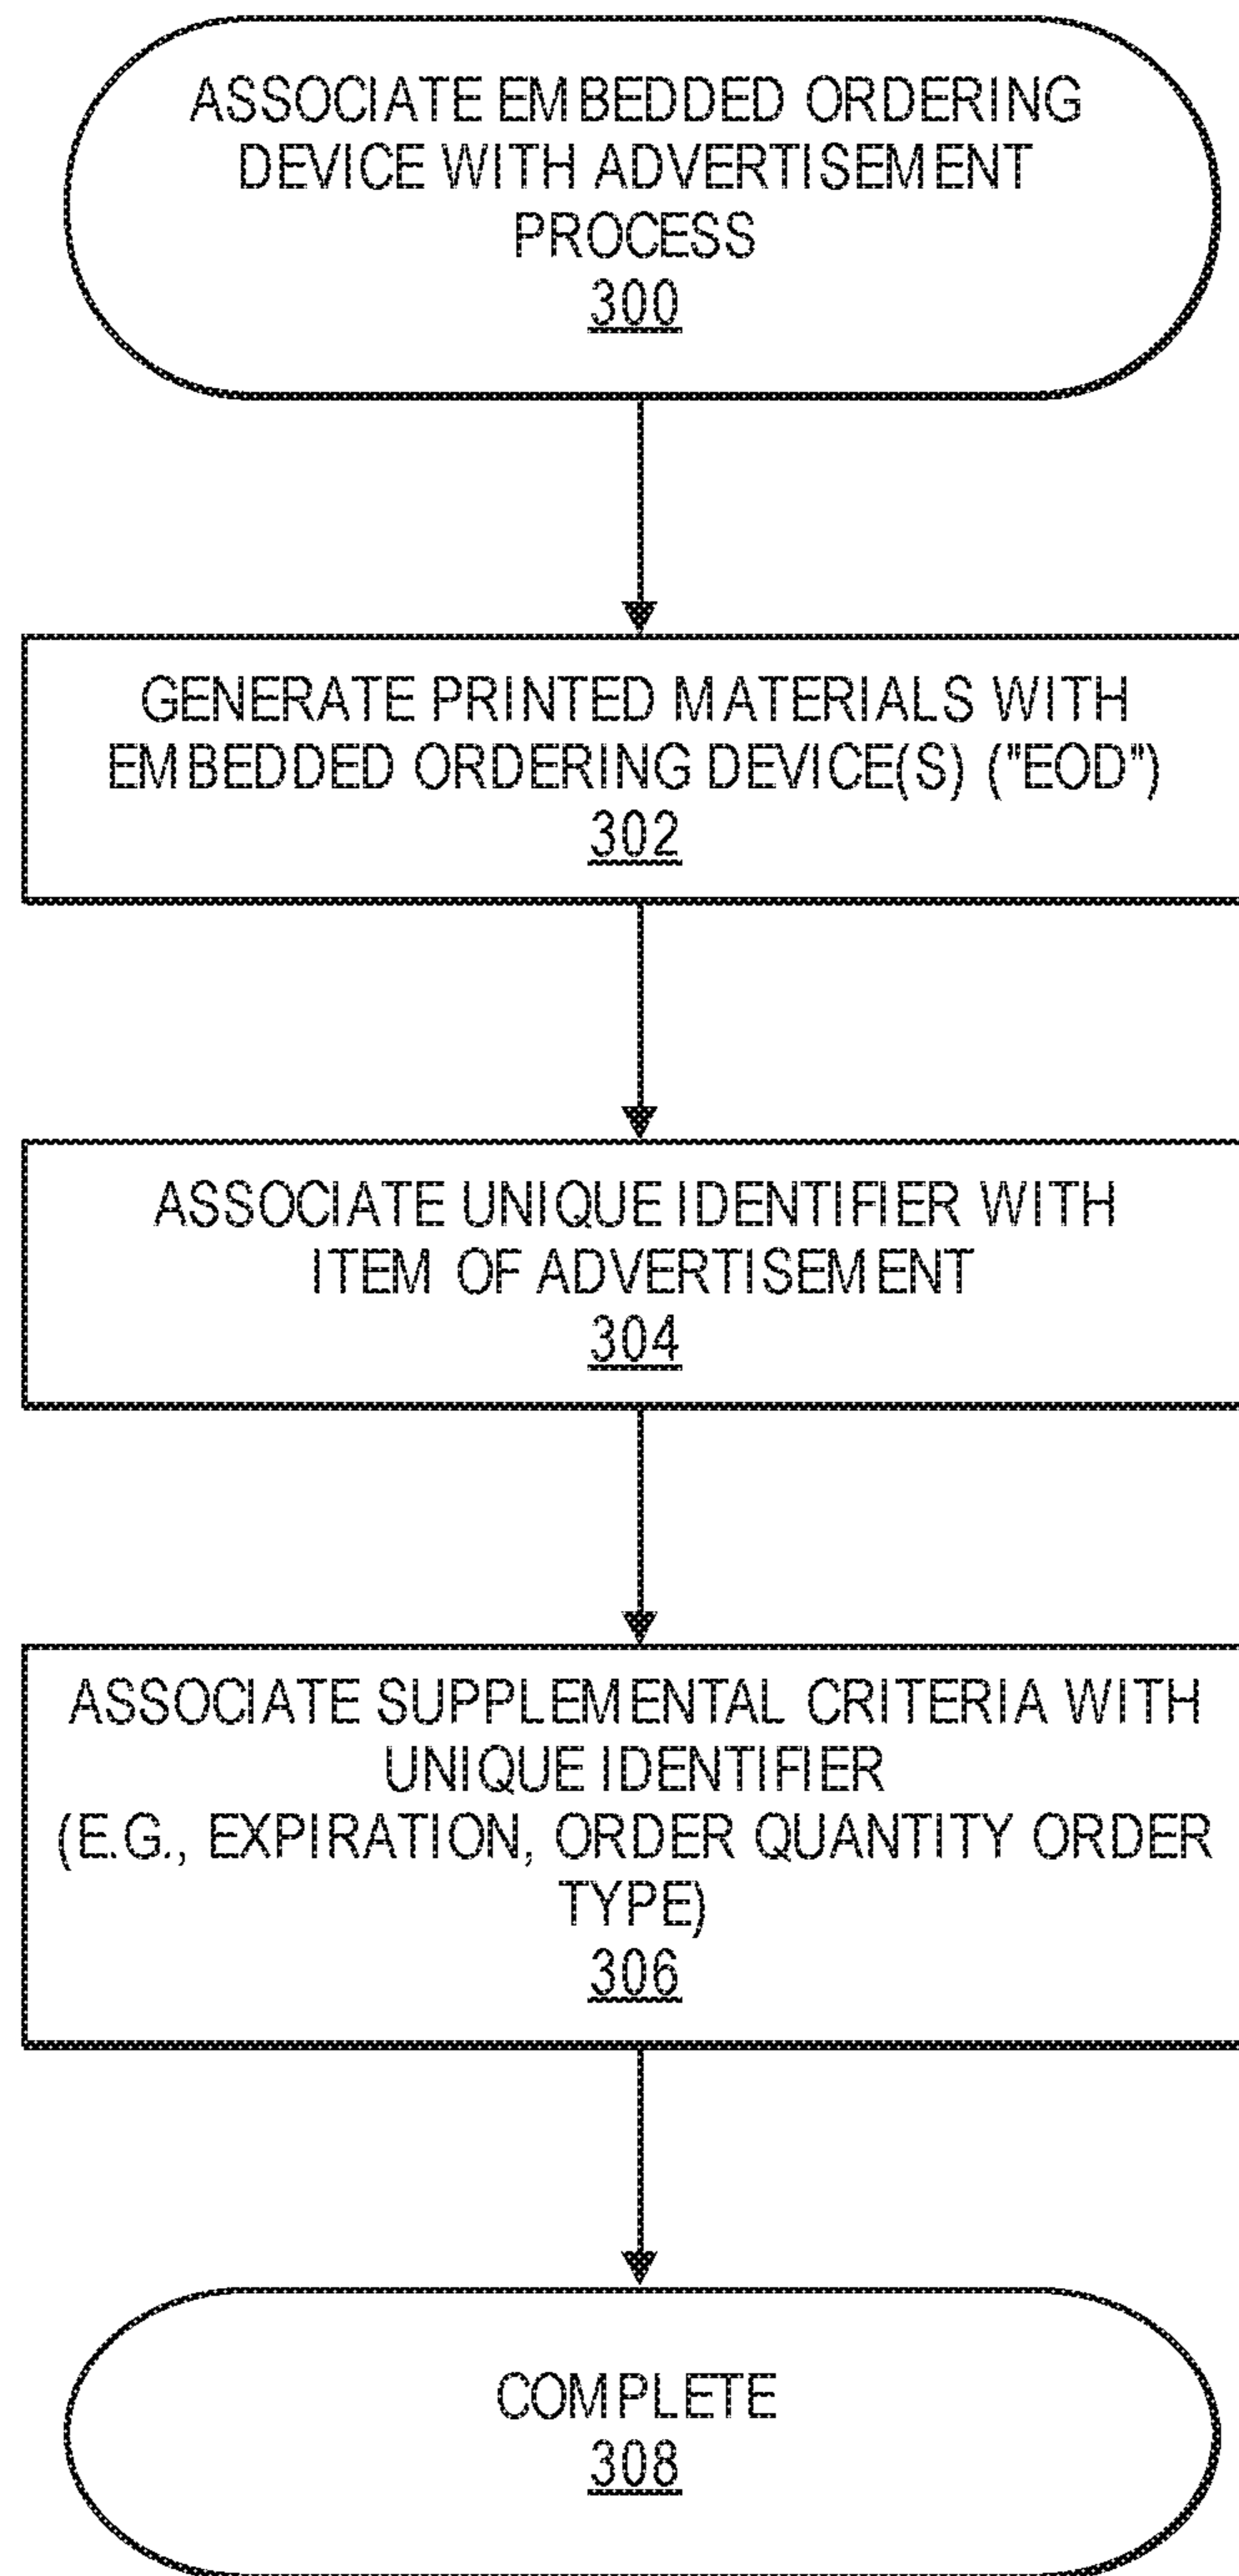 ASSOCIATE EMBEDDED ORDERING
DEVICE WITH ADVERTISEMENT
PROCESS
300
GENERATE PRINTED MATERIALS WITH
EMBEDDED ORDERING DEVICE(S) ("EOD")
302
ASSOCIATE UNIQUE IDENTIFIER WITH
ITEM OF ADVERTISEMENT
304
ASSOCIATE SUPPLEMENTAL CRITERIA WITH
UNIQUE IDENTIFIER
(E.G., EXPIRATION, ORDER QUANTITY ORDER
TYPE)
306
COMPLETE
308